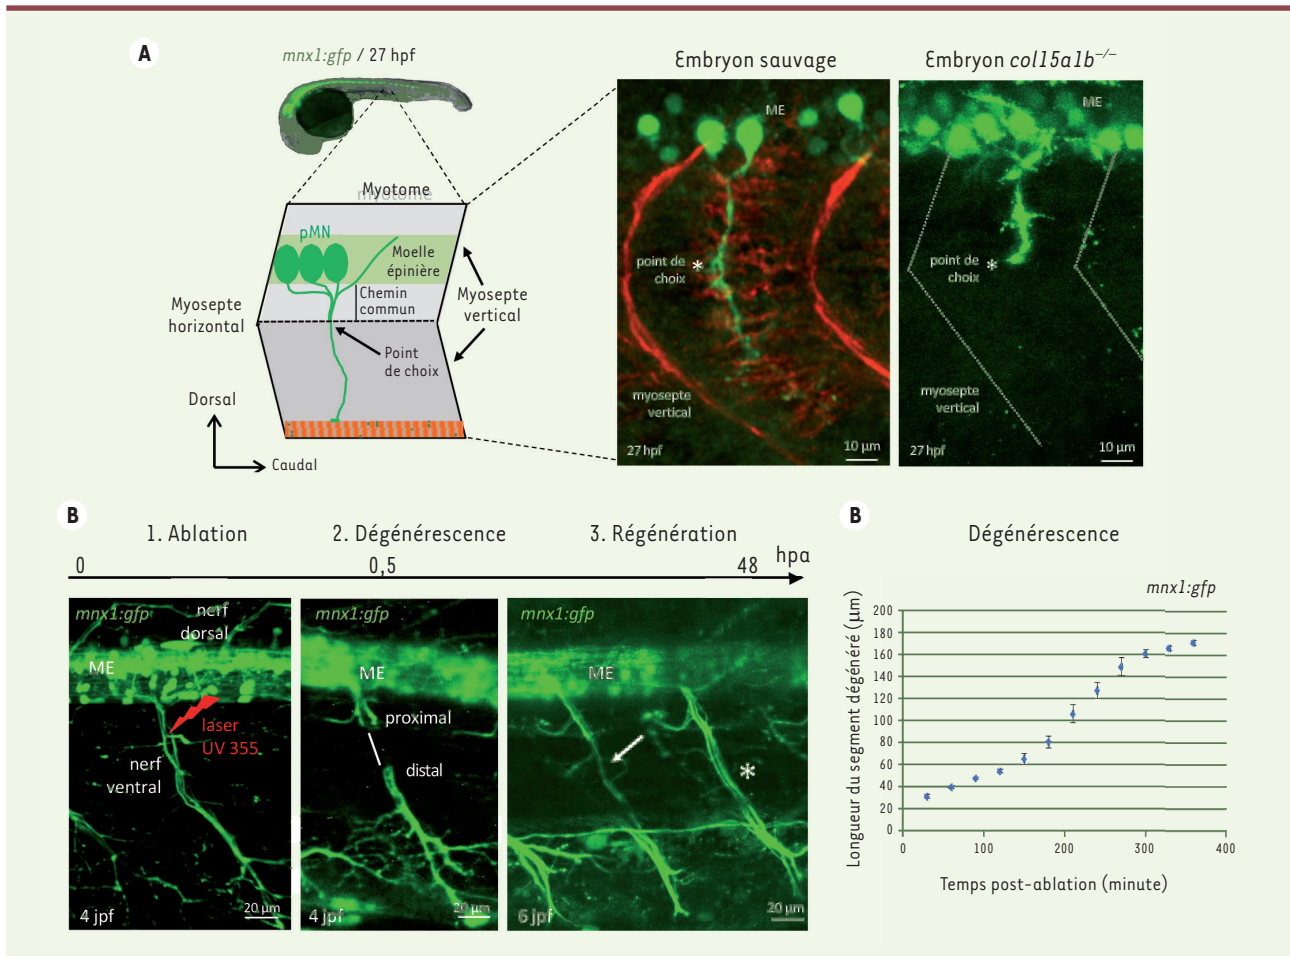 A
mnx1:gfp / 27 hpf
Myotome
myotome
pMN
Moelle
épinière
Chemin
commun
Myosepte
horizontal
Myosepte
vertical
Point
de choix
Dorsal
Caudal
Embryon sauvage
ME
point de
choix
*
myosepte
vertical
27 hpf
10 µm
Embryon col15a1b–/–
ME
point de
choix
*
myosepte
vertical
27 hpf
10 µm
B
1. Ablation
2. Dégénérescence
3. Régénération
0
0,5
48
hpa
mnx1:gfp
nerf
dorsal
ME
laser
UV 355
nerf
ventral
4 jpf
20 µm
mnx1:gfp
ME
proximal
distal
4 jpf
20 µm
mnx1:gfp
ME
*
6 jpf
20 µm
B
Dégénérescence
mnx1:gfp
Longueur du segment dégénéré (µm)
200
180
160
140
120
100
80
60
40
20
0
0
100
200
300
400
Temps post-ablation (minute)